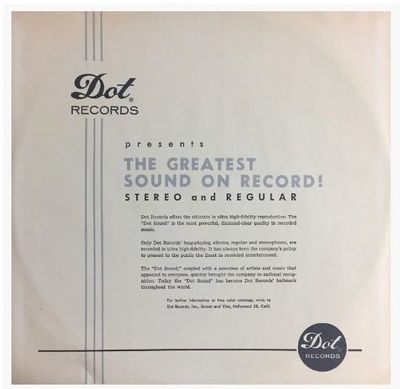 Dot®
RECORDS
presents
THE GREATEST
SOUND ON RECORD!
STEREO and REGULAR
Dot Records offers the ultimate in ultra high-fidelity reproduction. The
"Dot Sound" is the most powerful, diamond-clear quality in recorded
sound.
Only Dot Records' long-playing albums, regular and stereophonic, are
recorded in ultra high-fidelity. It has always been the company's policy
to present to the public the finest in recorded entertainment.
The "Dot Sound," coupled with a selection of artists and music that
appealed to everyone, quickly brought the company to national recog-
nition. Today the "Dot Sound" has become Dot Records' hallmark
throughout the world.
For further information or free color catalogs, write to
Dot Records, Inc., Sunset and Vine, Hollywood 28, Calif.
Dot
RECORDS